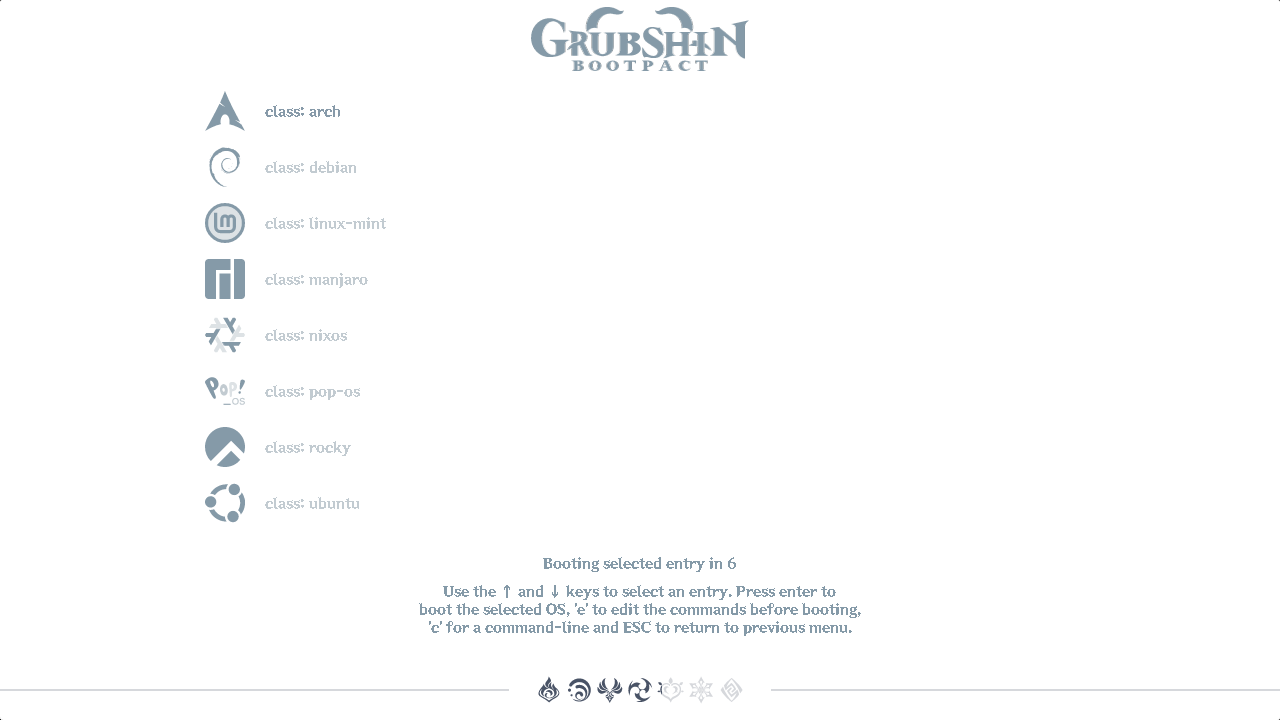 GRUBSHIN
BOOTPACT
class: arch
class: debian
lm
class: linux-mint
class: manjaro
class: nixos
Pop!
_OS
class: pop-os
class: rocky
class: ubuntu
Booting selected entry in 6
Use the ↑ and ↓ keys to select an entry. Press enter to
boot the selected OS, 'e' to edit the commands before booting,
'c' for a command-line and ESC to return to previous menu.